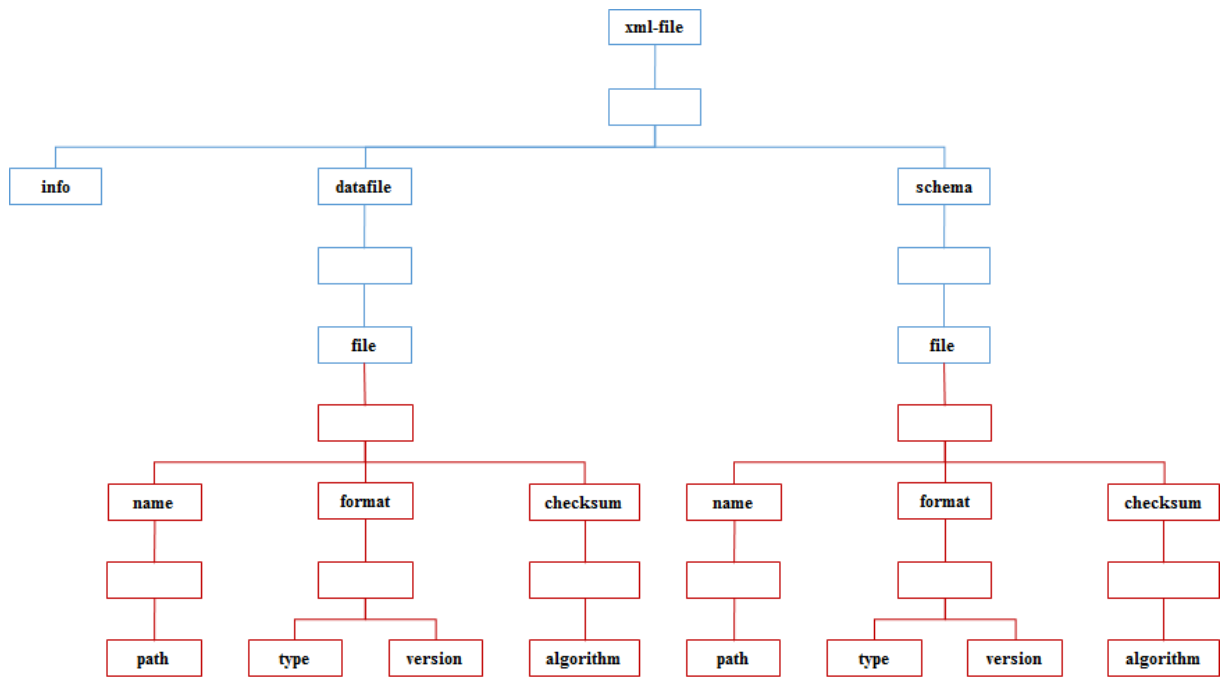 xml-file
info
datafile
schema
file
file
name
format
checksum
name
format
checksum
path
type
version
algorithm
path
type
version
algorithm